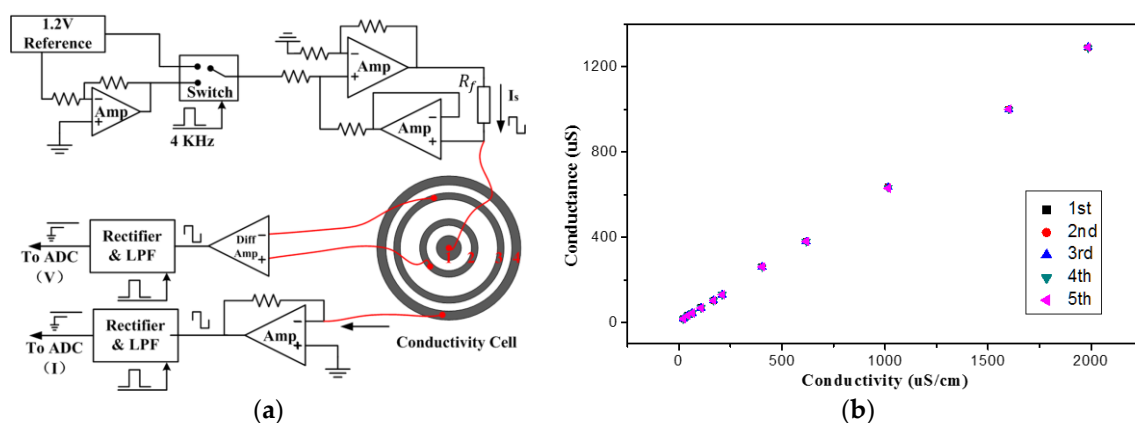 1.2V
Reference
Amp
Switch
4 KHz
Amp
Amp
R_f
Is
1 2 3 4
Conductivity Cell
Diff
Amp
Rectifier
& LPF
To ADC
(V)
Amp
Rectifier
& LPF
To ADC
(I)
(a)
Conductance (uS)
1200
800
400
0
0 500 1000 1500 2000
Conductivity (uS/cm)
1st
2nd
3rd
4th
5th
(b)